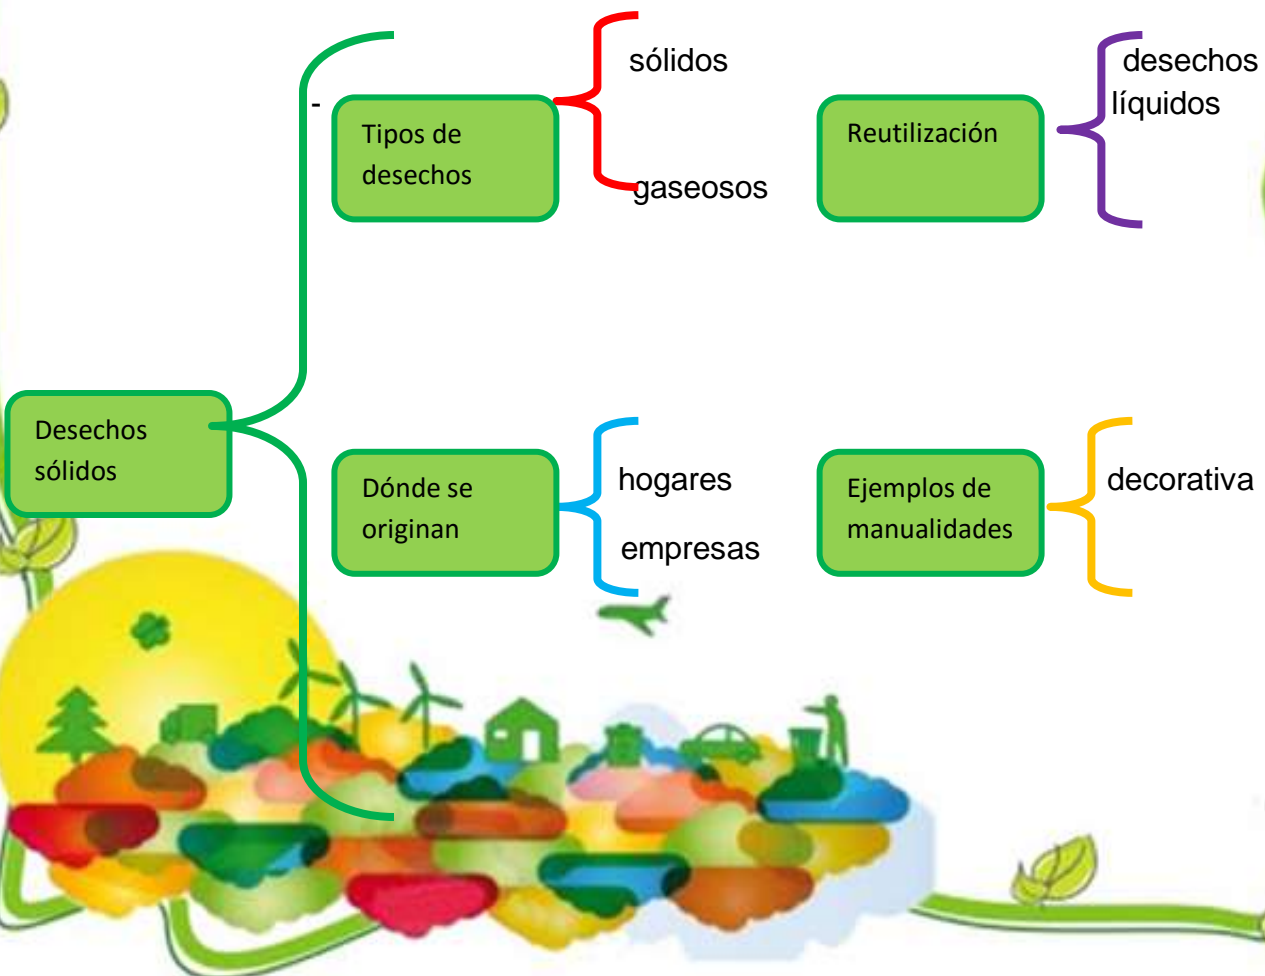 -
Tipos de
desechos
sólidos
gaseosos
Reutilización
desechos
líquidos
Desechos
sólidos
Dónde se
originan
hogares
empresas
Ejemplos de
manualidades
decorativa